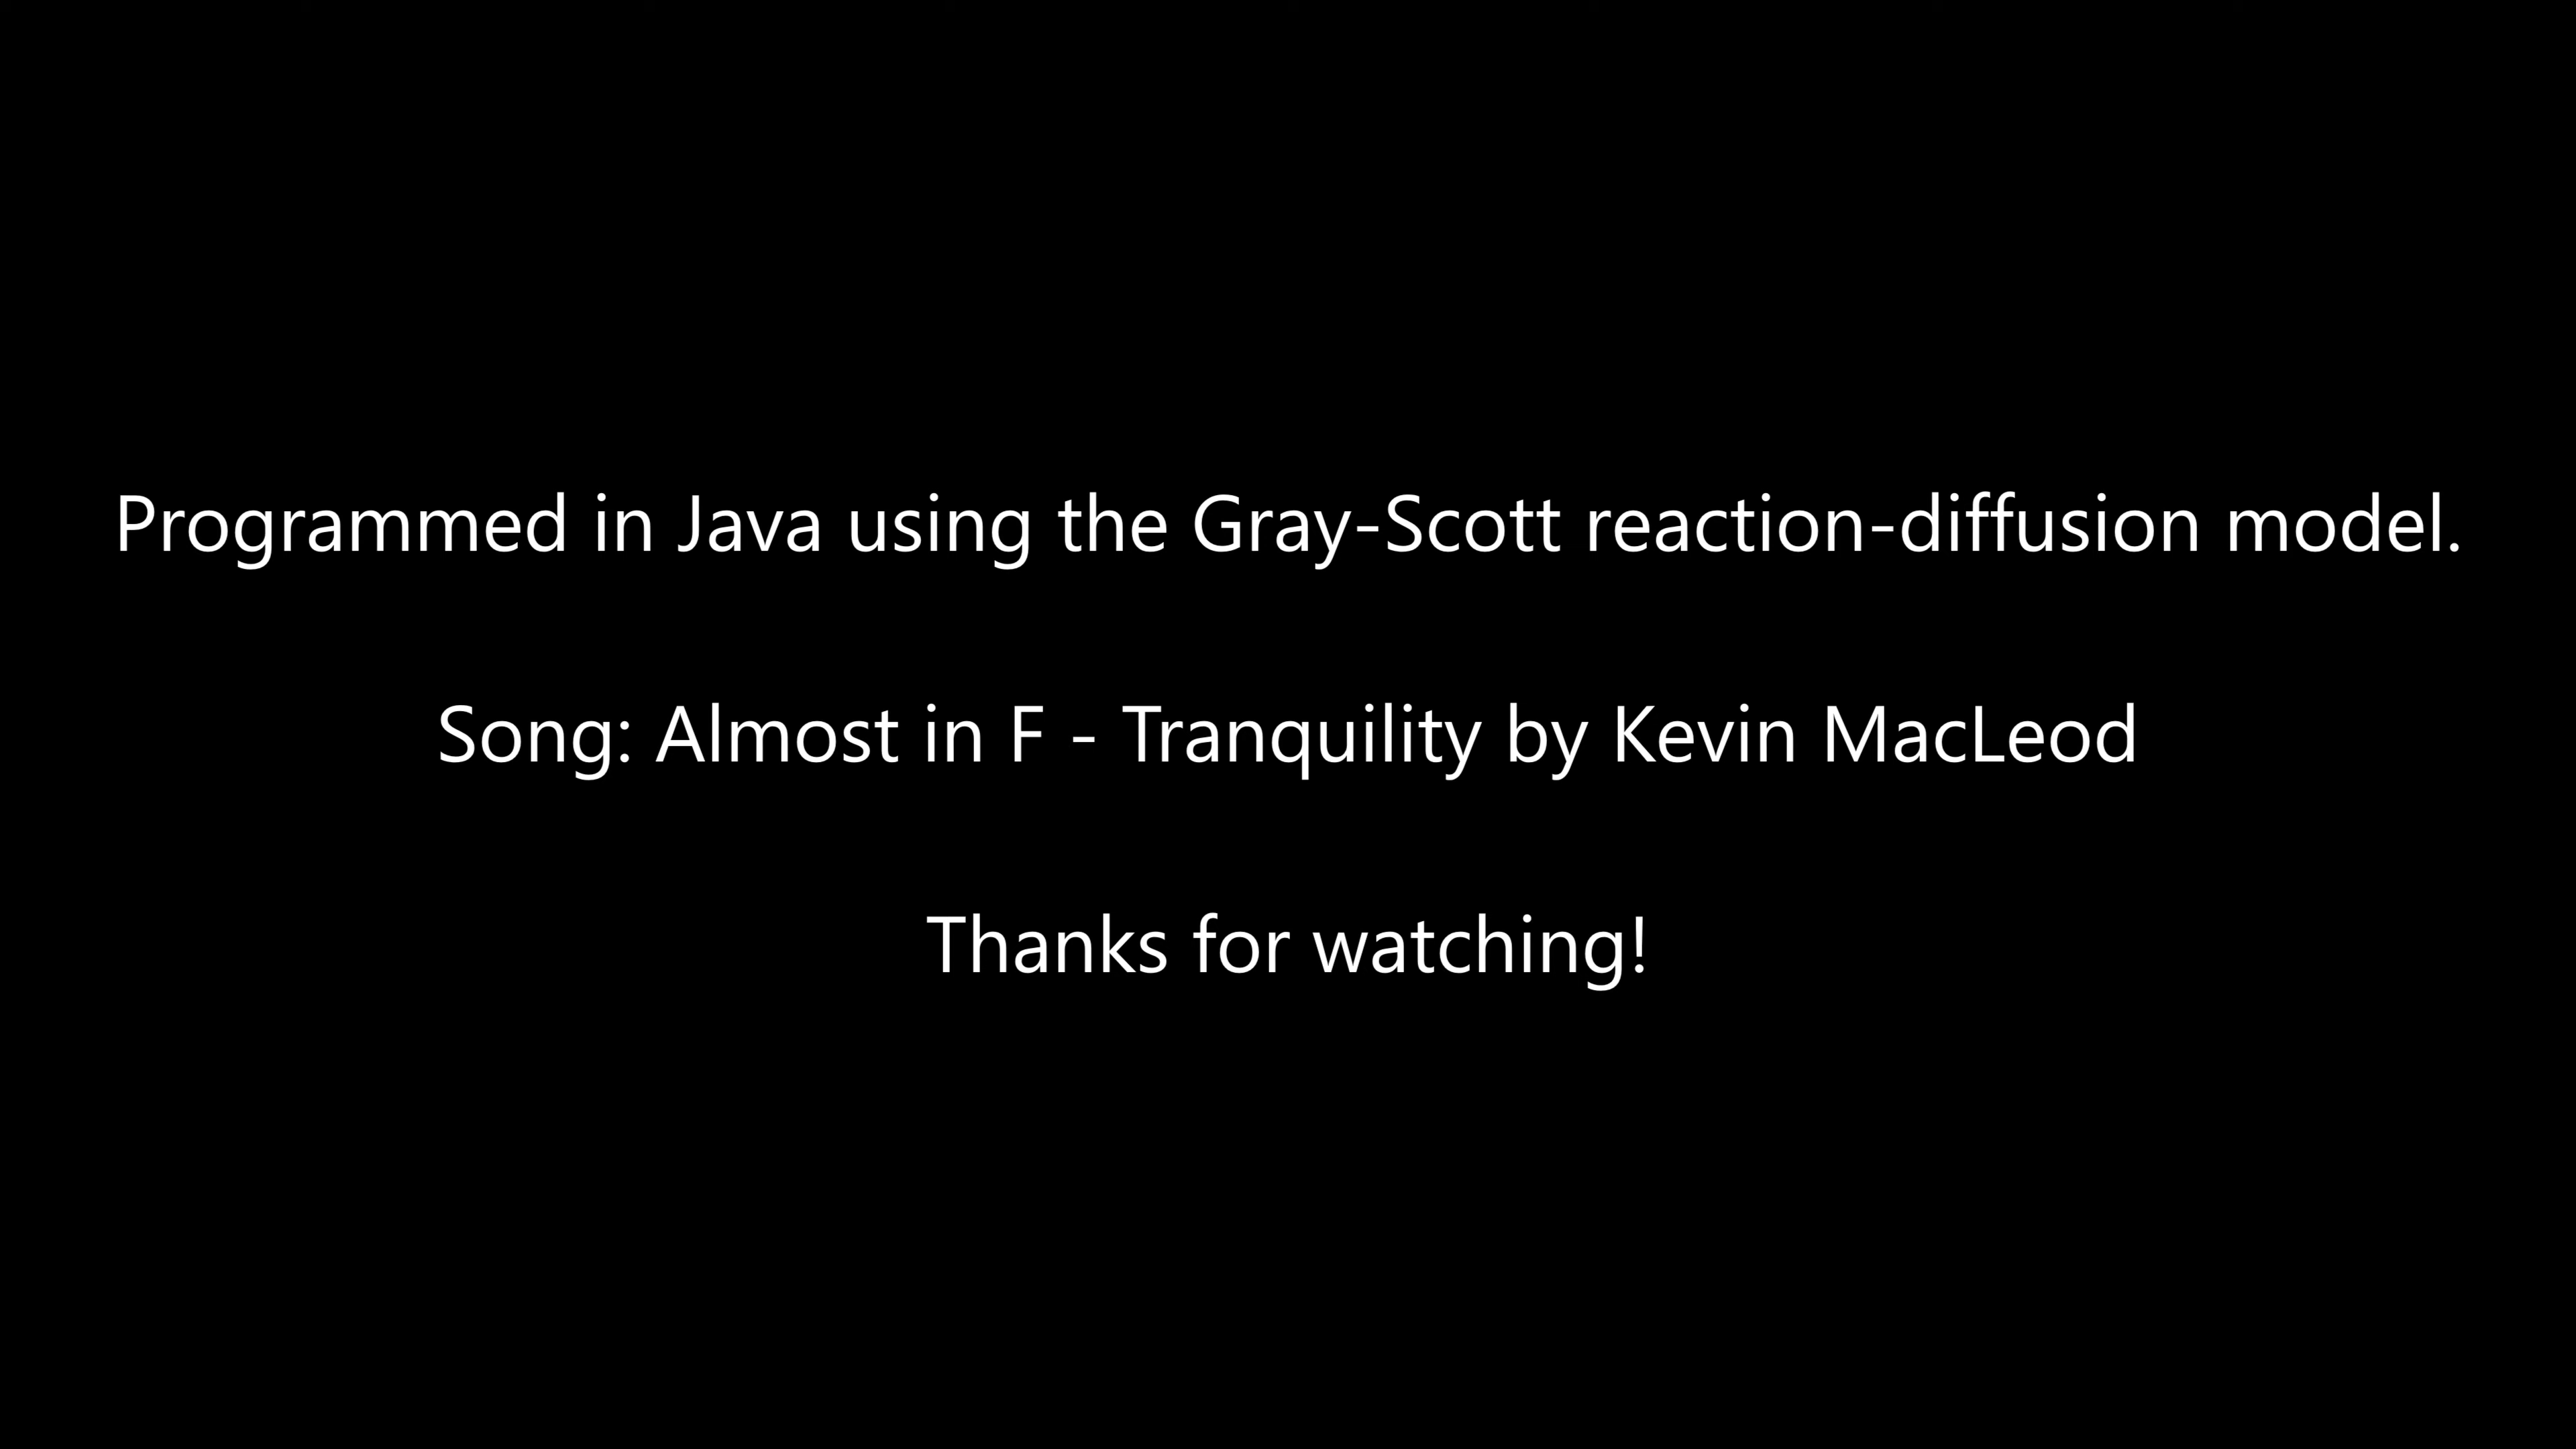 Programmed in Java using the Gray-Scott reaction-diffusion model.
Song: Almost in F - Tranquility by Kevin MacLeod
Thanks for watching!